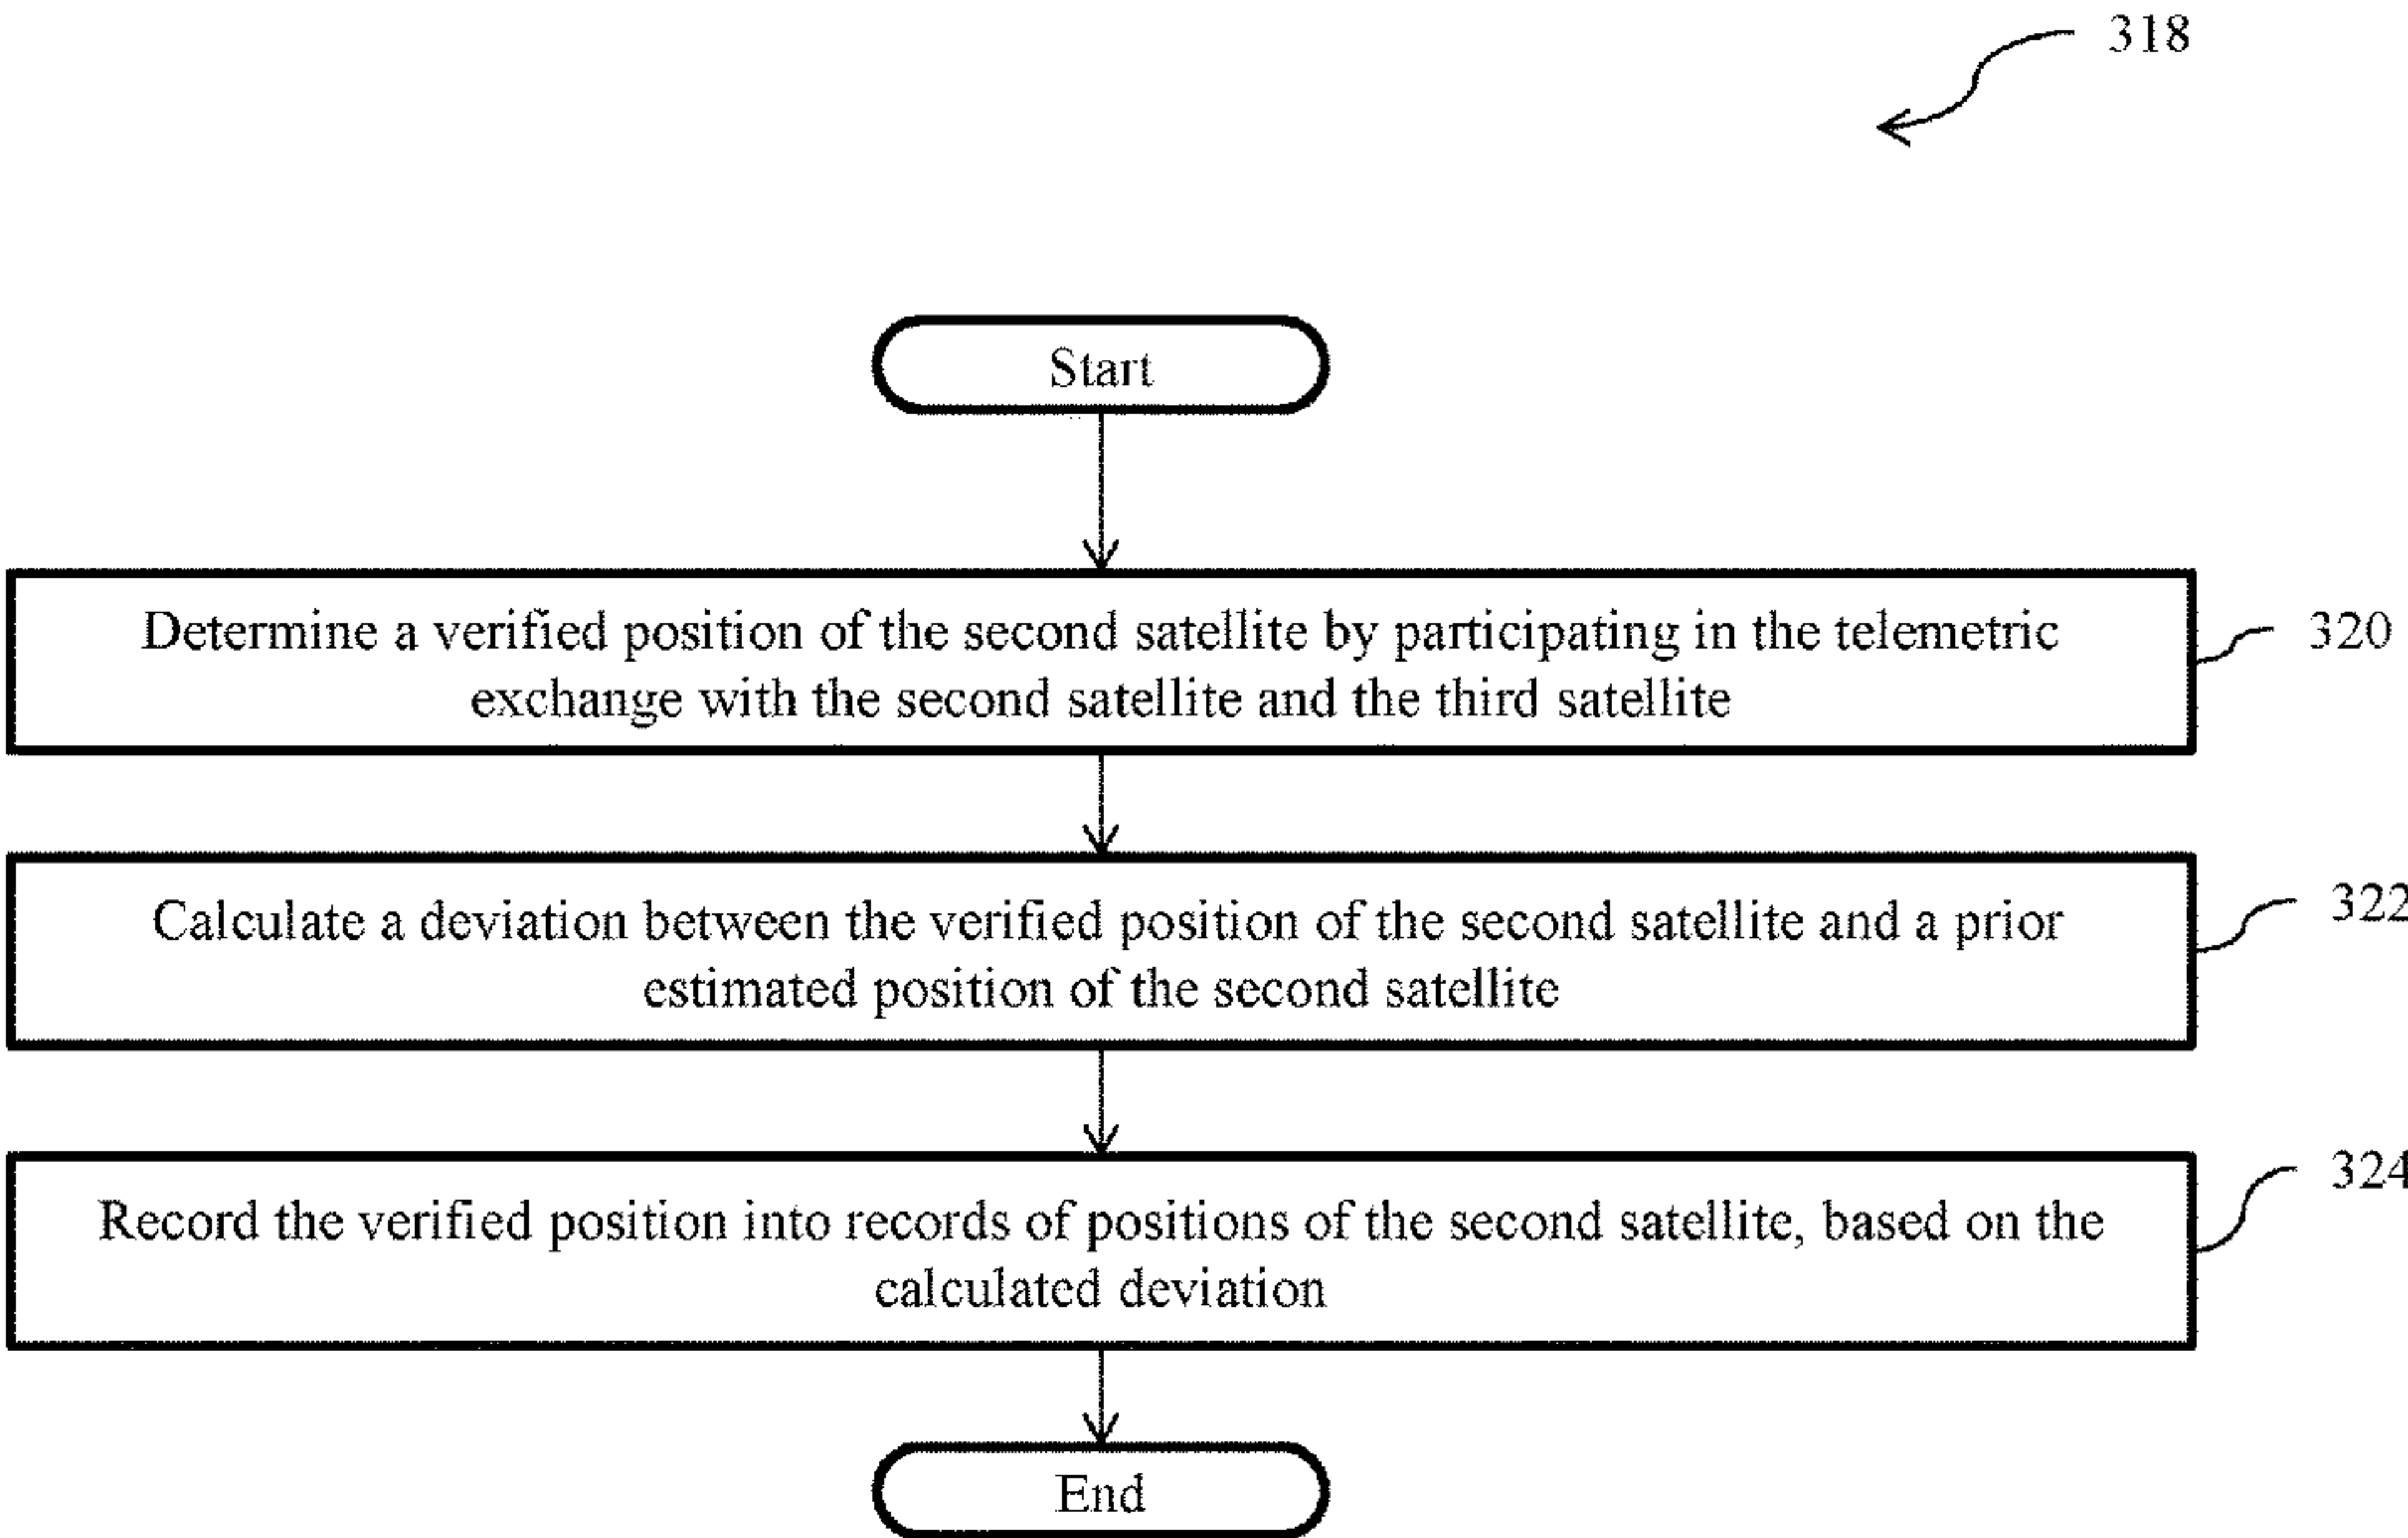 318
Start
Determine a verified position of the second satellite by participating in the telemetric
exchange with the second satellite and the third satellite
320
Calculate a deviation between the verified position of the second satellite and a prior
estimated position of the second satellite
322
Record the verified position into records of positions of the second satellite, based on the
calculated deviation
324
End